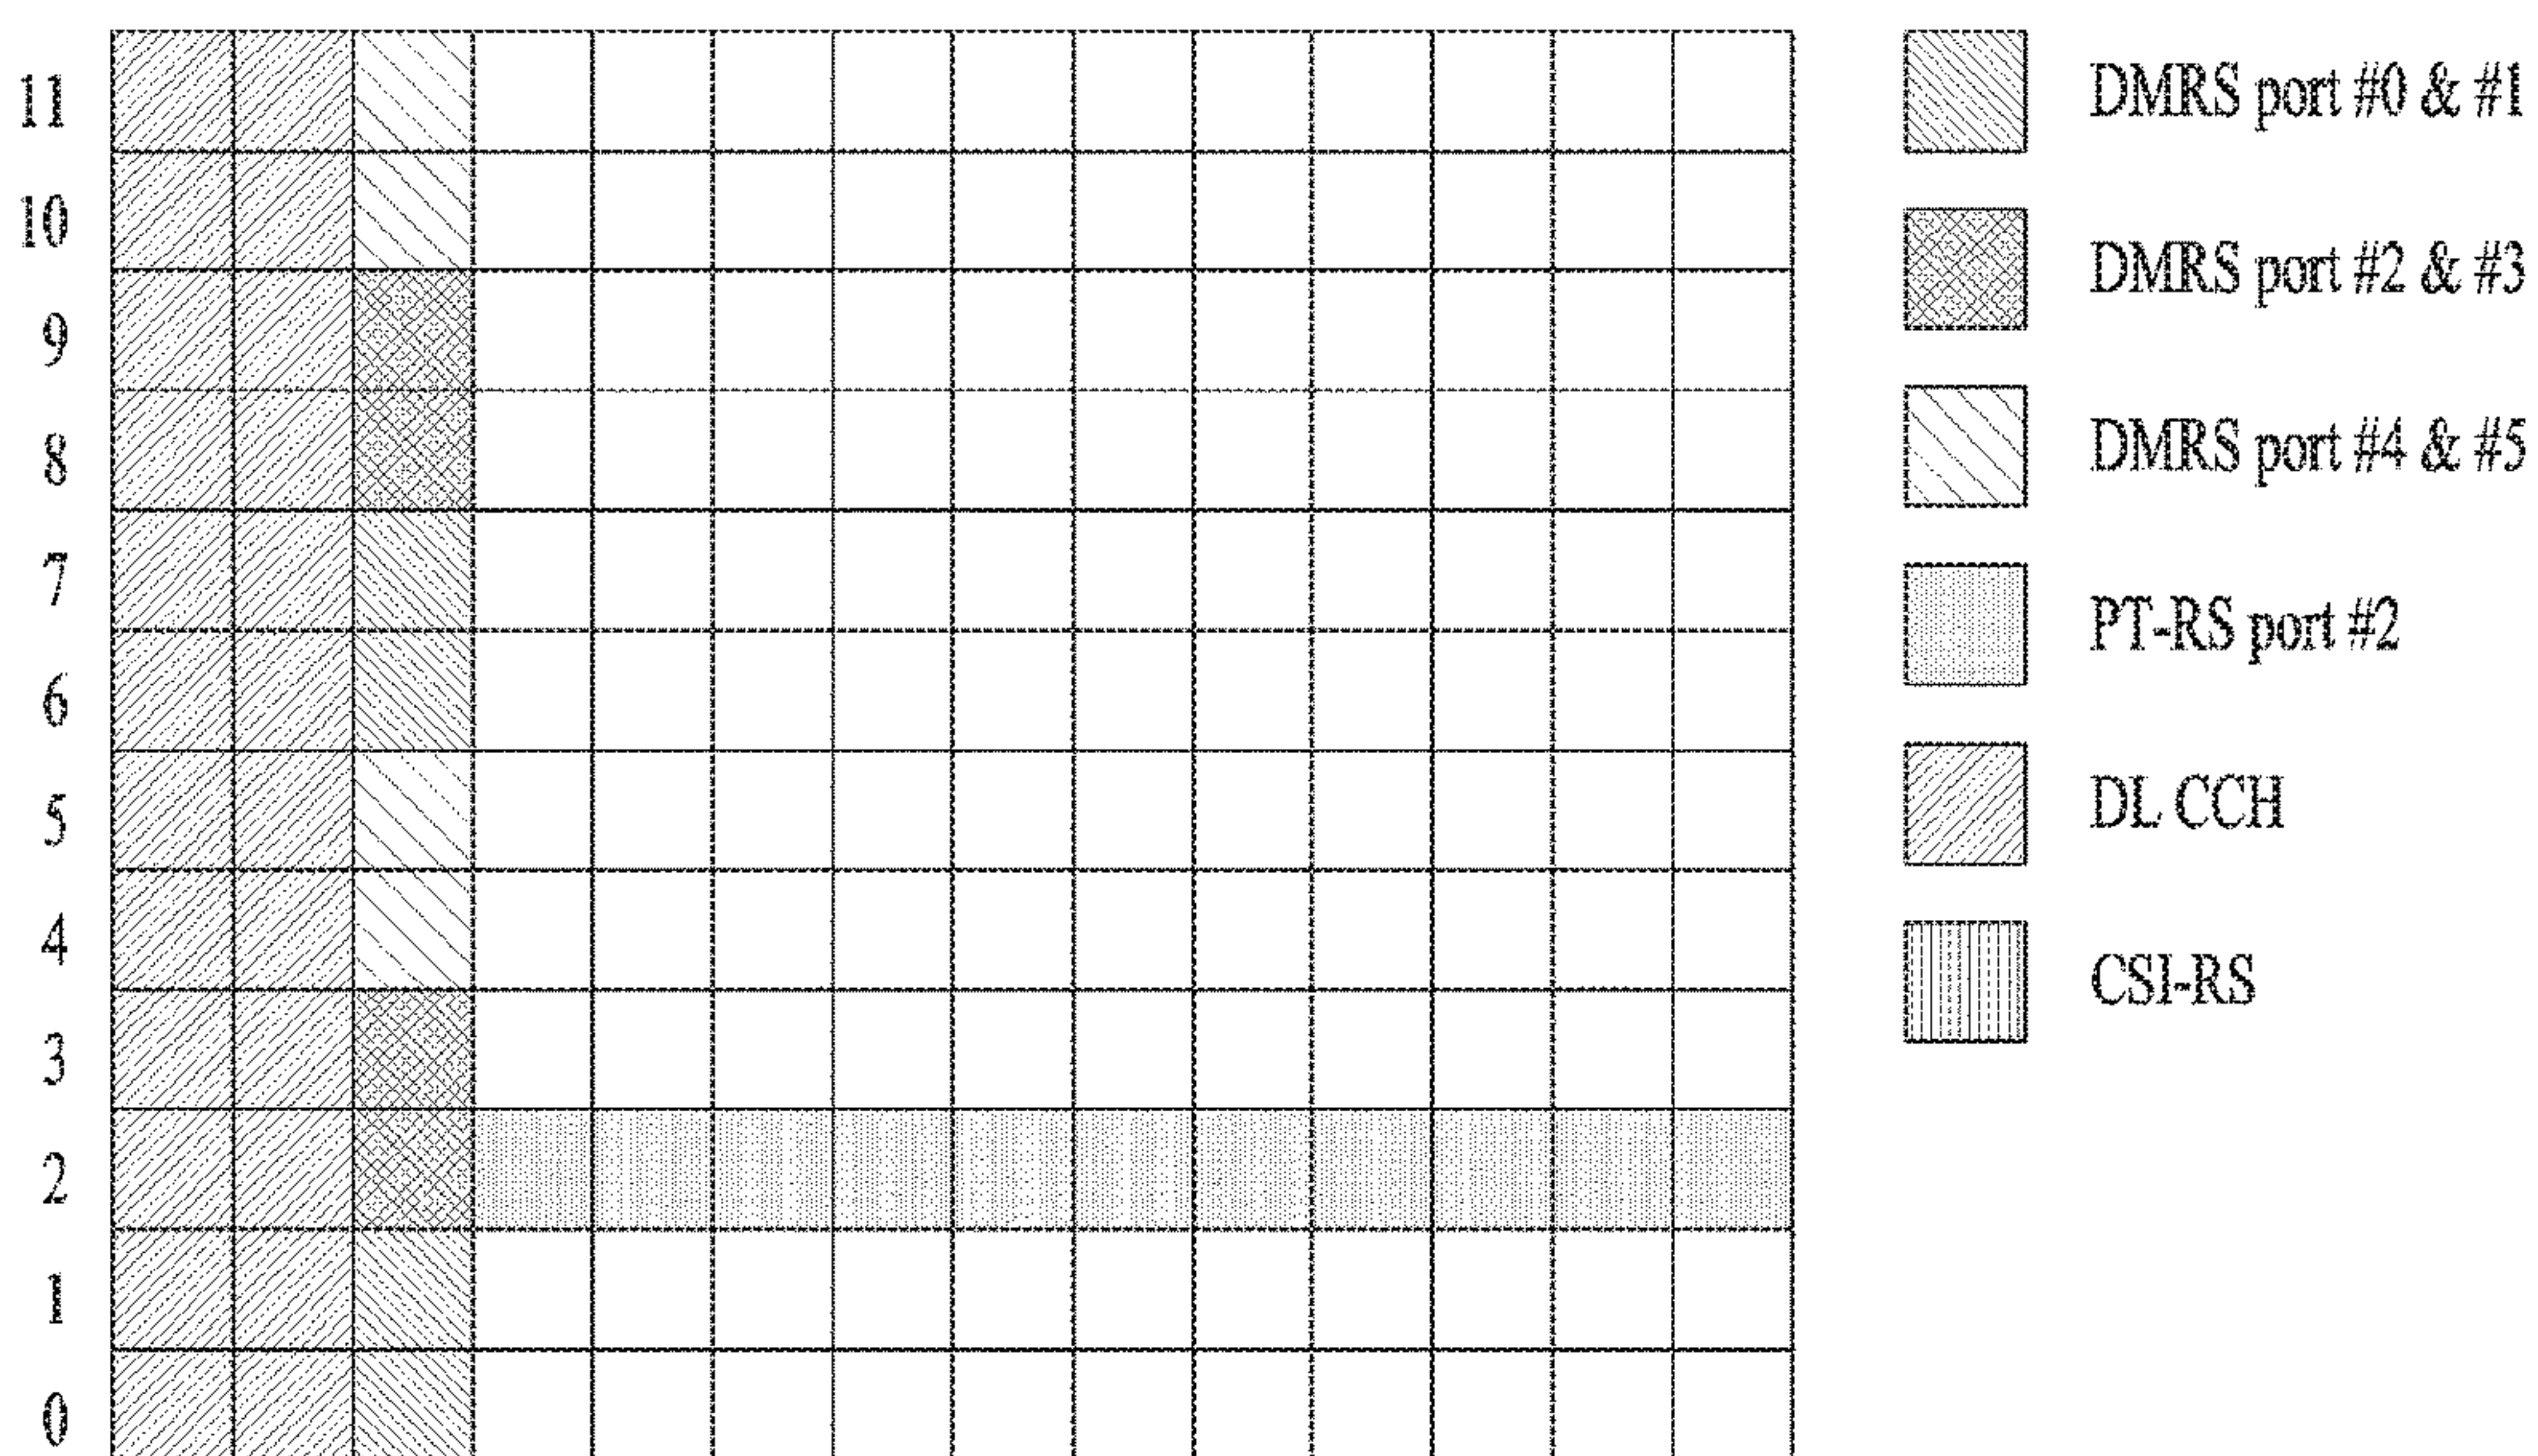 11
10
9
8
7
6
5
4
3
2
1
0
DMRS port #0 & #1
DMRS port #2 & #3
DMRS port #4 & #5
PT-RS port #2
DL CCH
CSI-RS